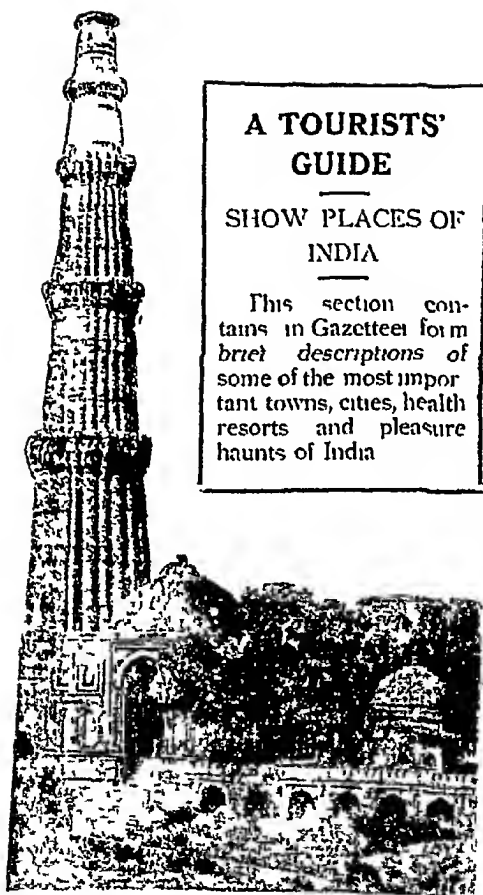 A TOURISTS'
GUIDE
SHOW PLACES OF
INDIA
This section con-
tains in Gazetteer form
brief descriptions of
some of the most impor
tant towns, cities, health
resorts and pleasure
haunts of India